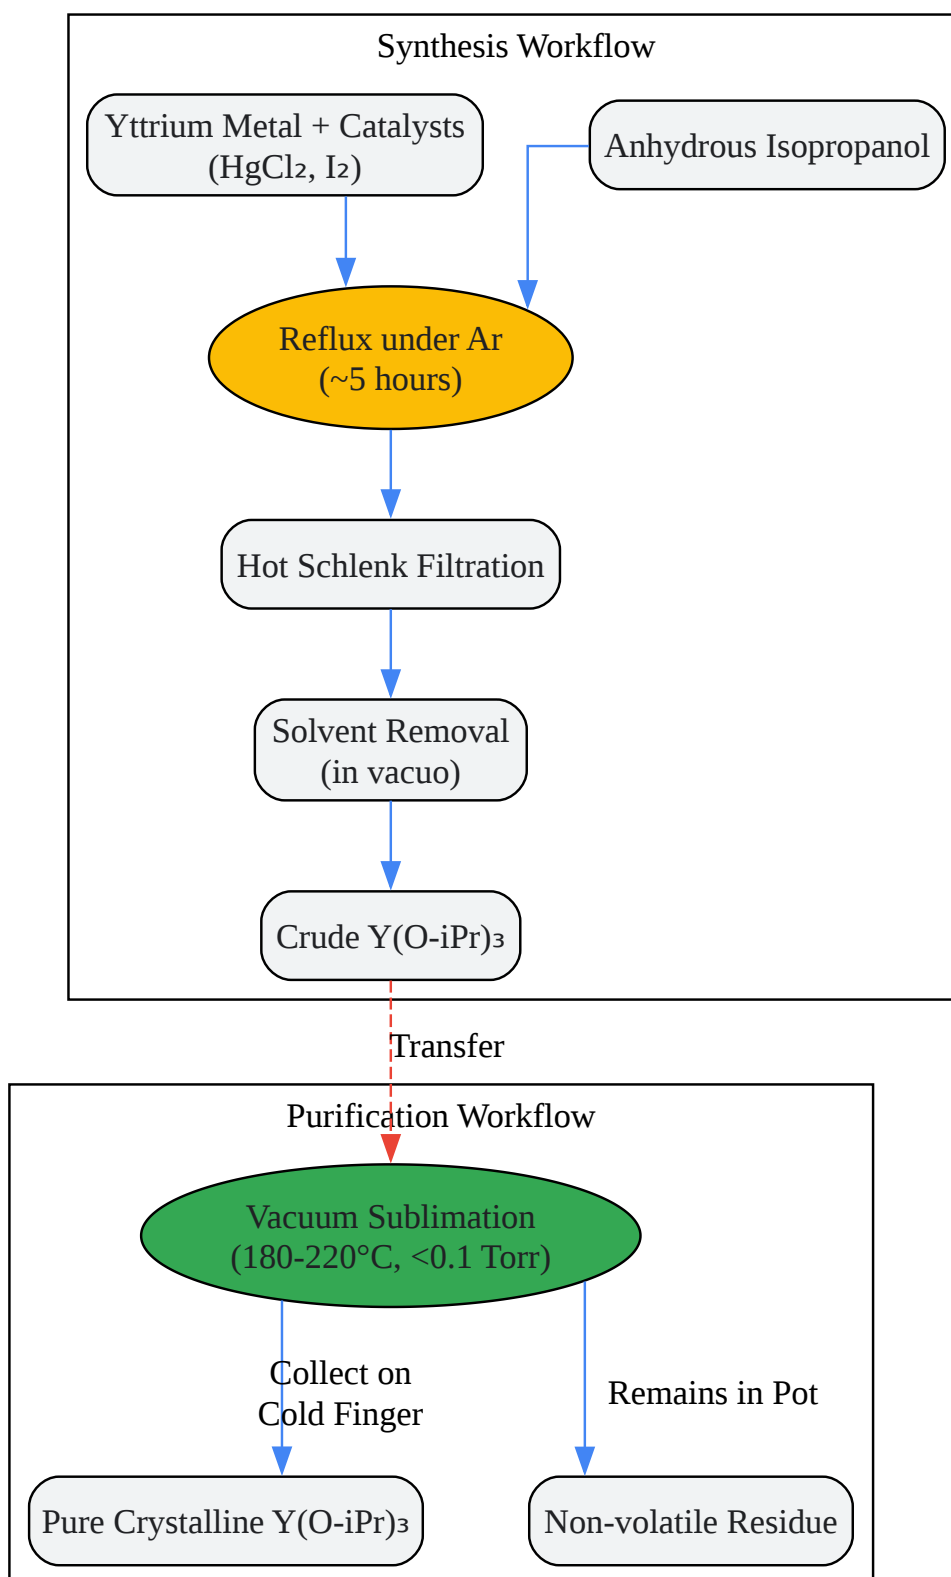 Synthesis Workflow
Yttrium Metal + Catalysts
(HgCl₂, I₂)
Anhydrous Isopropanol
Reflux under Ar
(~5 hours)
Hot Schlenk Filtration
Solvent Removal
(in vacuo)
Crude Y(O-iPr)₃
Transfer
Purification Workflow
Vacuum Sublimation
(180-220°C, <0.1 Torr)
Collect on
Cold Finger
Remains in Pot
Pure Crystalline Y(O-iPr)₃
Non-volatile Residue